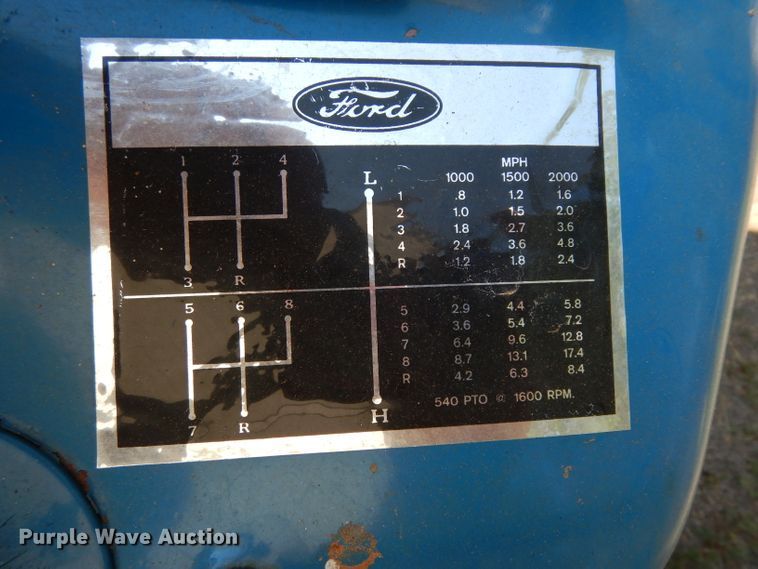 Ford
1 2 4
3 R
5 6 8
7 R
L
H
MPH
1000 1500 2000
1 .8 1.2 1.6
2 1.0 1.5 2.0
3 1.8 2.7 3.6
4 2.4 3.6 4.8
R 1.2 1.8 2.4
5 2.9 4.4 5.8
6 3.6 5.4 7.2
7 6.4 9.6 12.8
8 8.7 13.1 17.4
R 4.2 6.3 8.4
540 PTO @ 1600 RPM.
Purple Wave Auction